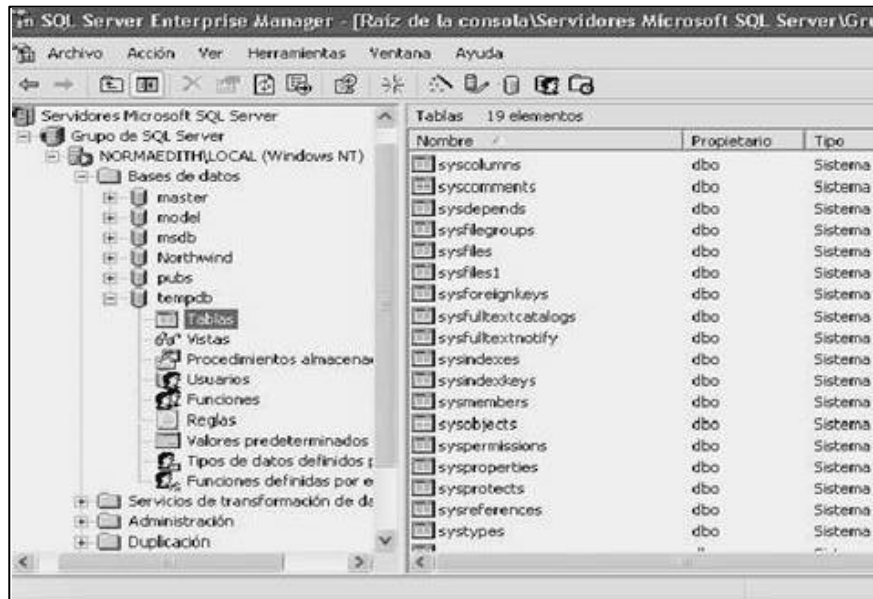 SQL Server Enterprise Manager - [Raíz de la consola\Servidores Microsoft SQL Server\Gru
Archivo Acción Ver Herramientas Ventana Ayuda
Servidores Microsoft SQL Server
Grupo de SQL Server
NORMAEDITH\LOCAL (Windows NT)
Bases de datos
master
model
msdb
Northwind
pubs
tempdb
Tablas
Vistas
Procedimientos almacena
Usuarios
Funciones
Reglas
Valores predeterminados
Tipos de datos definidos p
Funciones definidas por e
Servicios de transformación de da
Administración
Duplicación
Tablas 19 elementos
Nombre Propietario Tipo
syscolumns dbo Sistema
syscomments dbo Sistema
sysdepends dbo Sistema
sysfilegroups dbo Sistema
sysfiles dbo Sistema
sysfiles1 dbo Sistema
sysforeignkeys dbo Sistema
sysfulltextcatalogs dbo Sistema
sysfulltextnotify dbo Sistema
sysindexes dbo Sistema
sysindexkeys dbo Sistema
sysmembers dbo Sistema
sysobjects dbo Sistema
syspermissions dbo Sistema
sysproperties dbo Sistema
sysprotects dbo Sistema
sysreferences dbo Sistema
systypes dbo Sistema